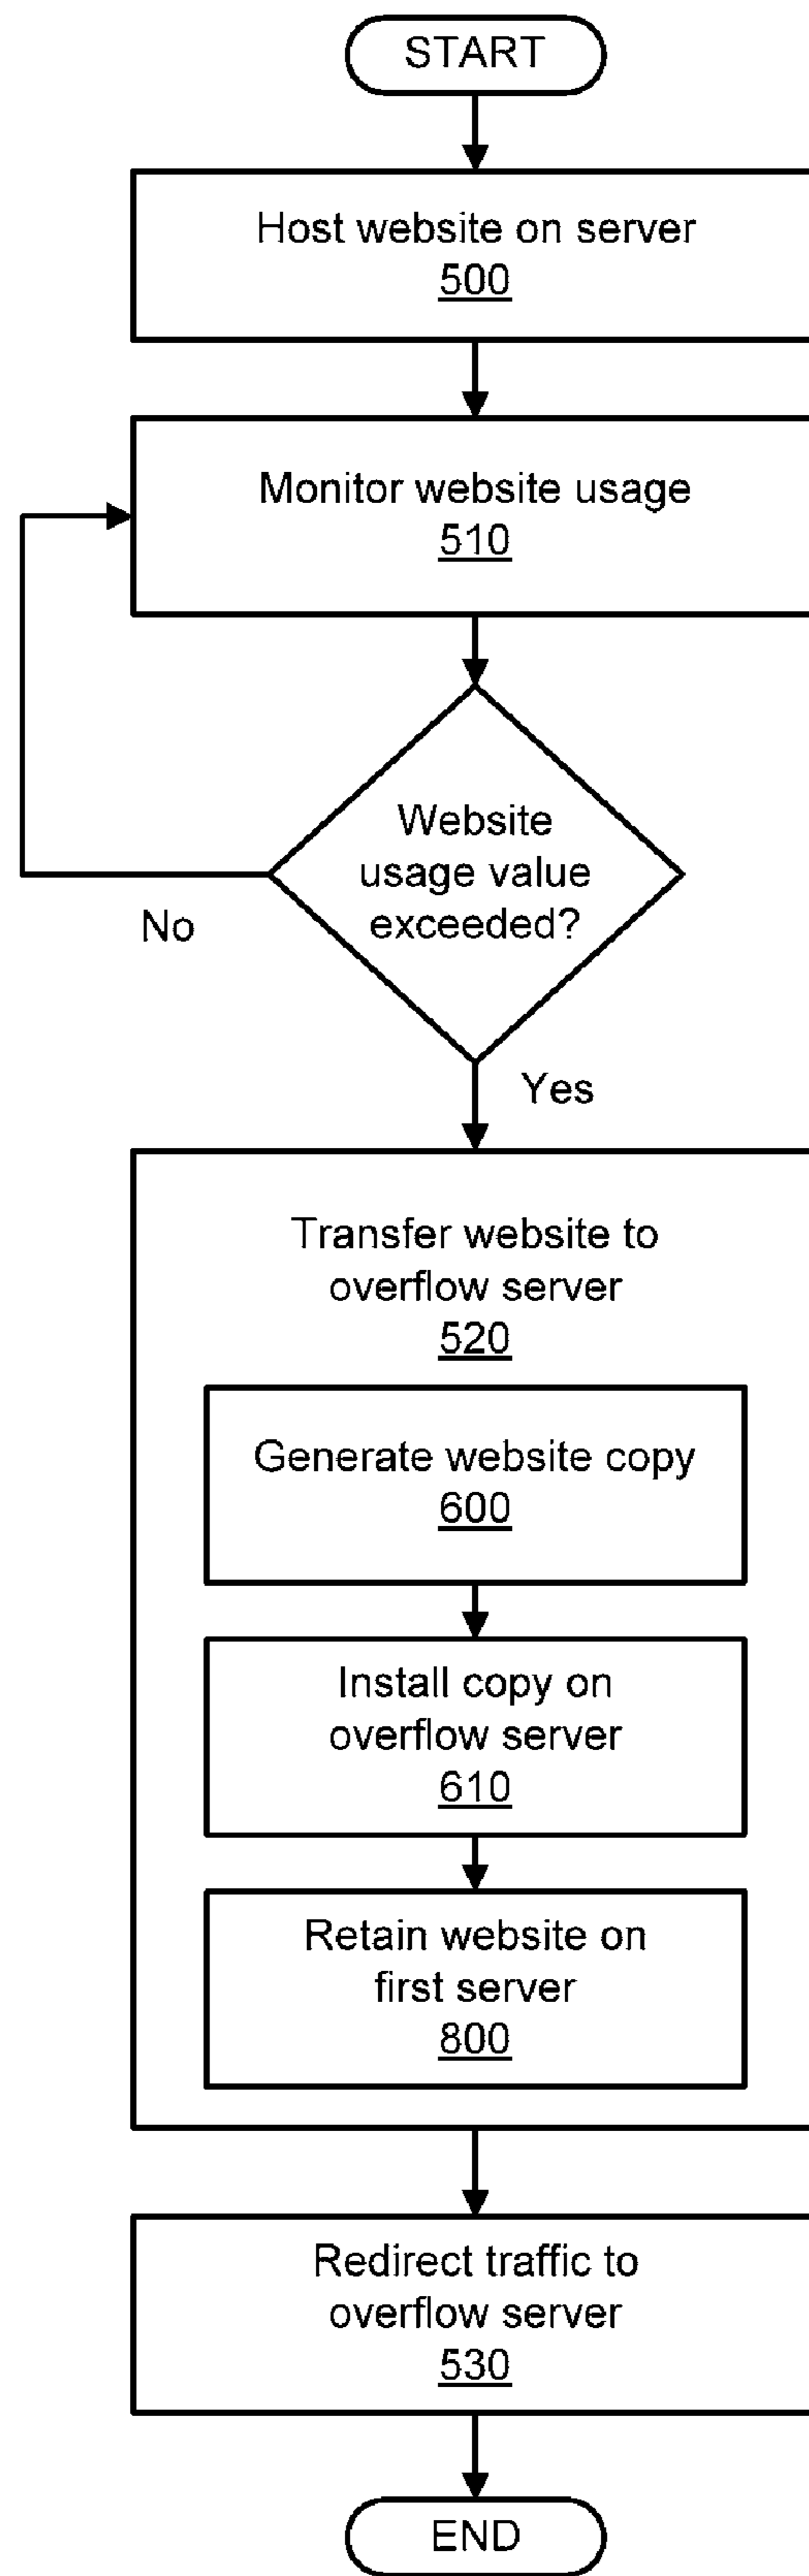 START
Host website on server
500
Monitor website usage
510
Website
usage value
exceeded?
No
Yes
Transfer website to
overflow server
520
Generate website copy
600
Install copy on
overflow server
610
Retain website on
first server
800
Redirect traffic to
overflow server
530
END